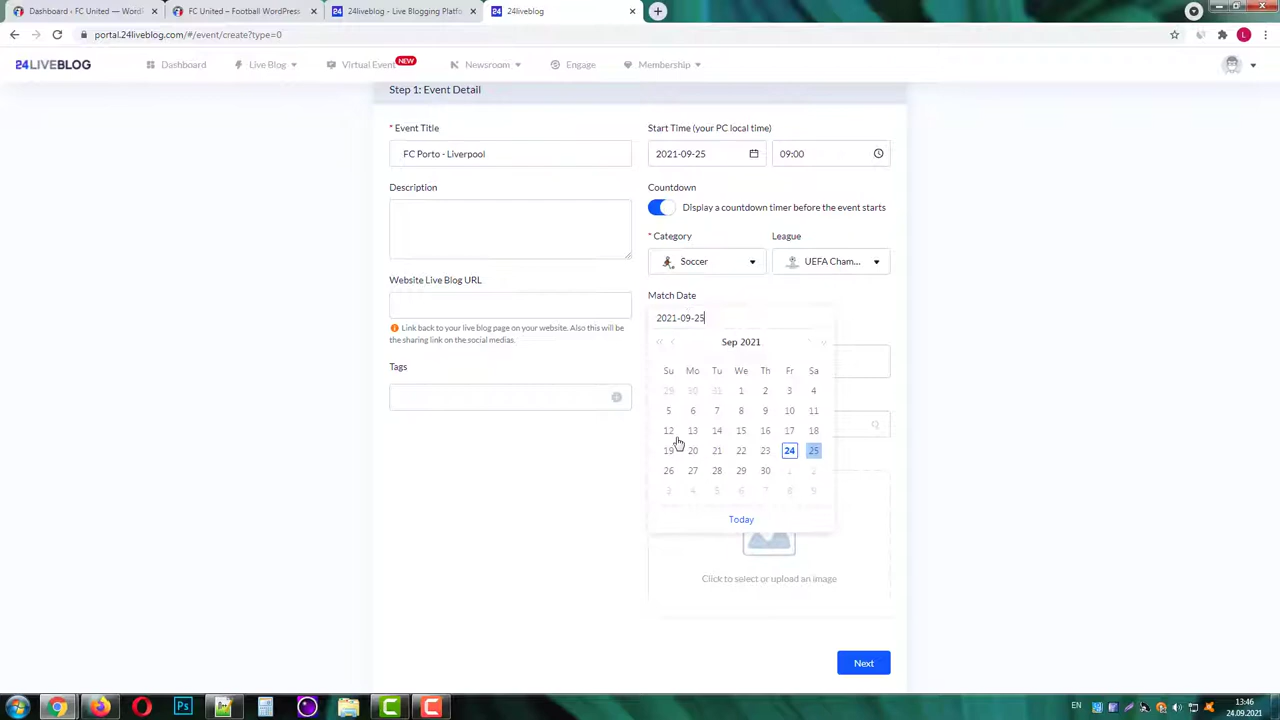 Dashboard ‹ FC United — WordP
FC United – Football WordPress
24liveblog - Live Blogging Platfo
24liveblog
portal.24liveblog.com/#/event/create?type=0
L
24LIVEBLOG
Dashboard
Live Blog
Virtual Event NEW
Newsroom
Engage
Membership
Step 1: Event Detail
* Event Title
FC Porto - Liverpool
Description
Website Live Blog URL
Link back to your live blog page on your website. Also this will be
the sharing link on the social medias.
Tags
Start Time (your PC local time)
2021-09-25
09:00
Countdown
Display a countdown timer before the event starts
* Category
League
Soccer
UEFA Cham...
Match Date
2021-09-25
Sep 2021
Su Mo Tu We Th Fr Sa
29 30 31 1 2 3 4
5 6 7 8 9 10 11
12 13 14 15 16 17 18
19 20 21 22 23 24 25
26 27 28 29 30 1 2
3 4 5 6 7 8 9
Today
Click to select or upload an image
Next
Ps
EN
13:46
24.09.2021